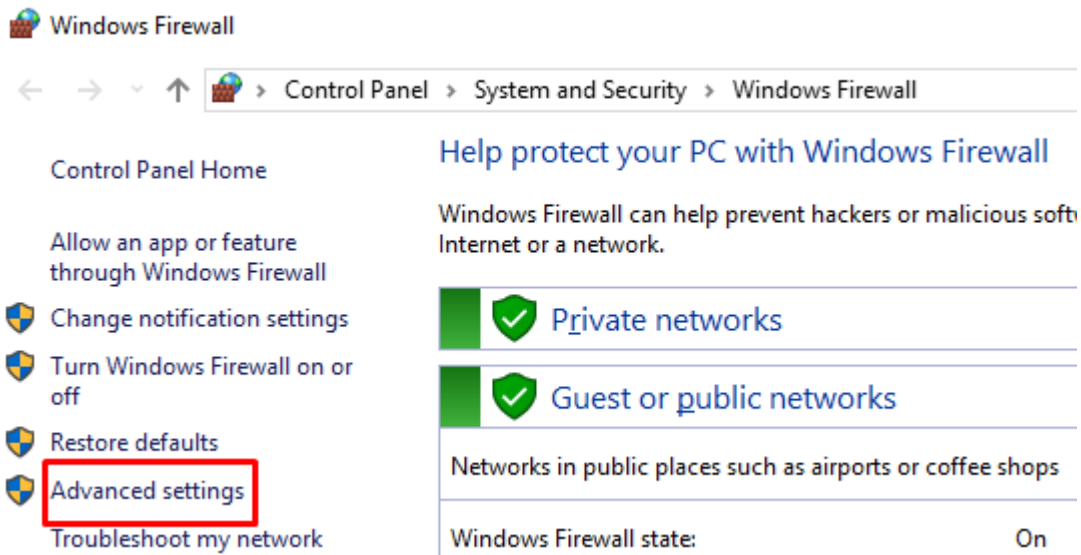 Windows Firewall
Control Panel > System and Security > Windows Firewall
Control Panel Home
Allow an app or feature
through Windows Firewall
Change notification settings
Turn Windows Firewall on or
off
Restore defaults
Advanced settings
Troubleshoot my network
Help protect your PC with Windows Firewall
Windows Firewall can help prevent hackers or malicious
Internet or a network.
Private networks
Guest or public networks
Networks in public places such as airports or coffee shops
Windows Firewall state: On